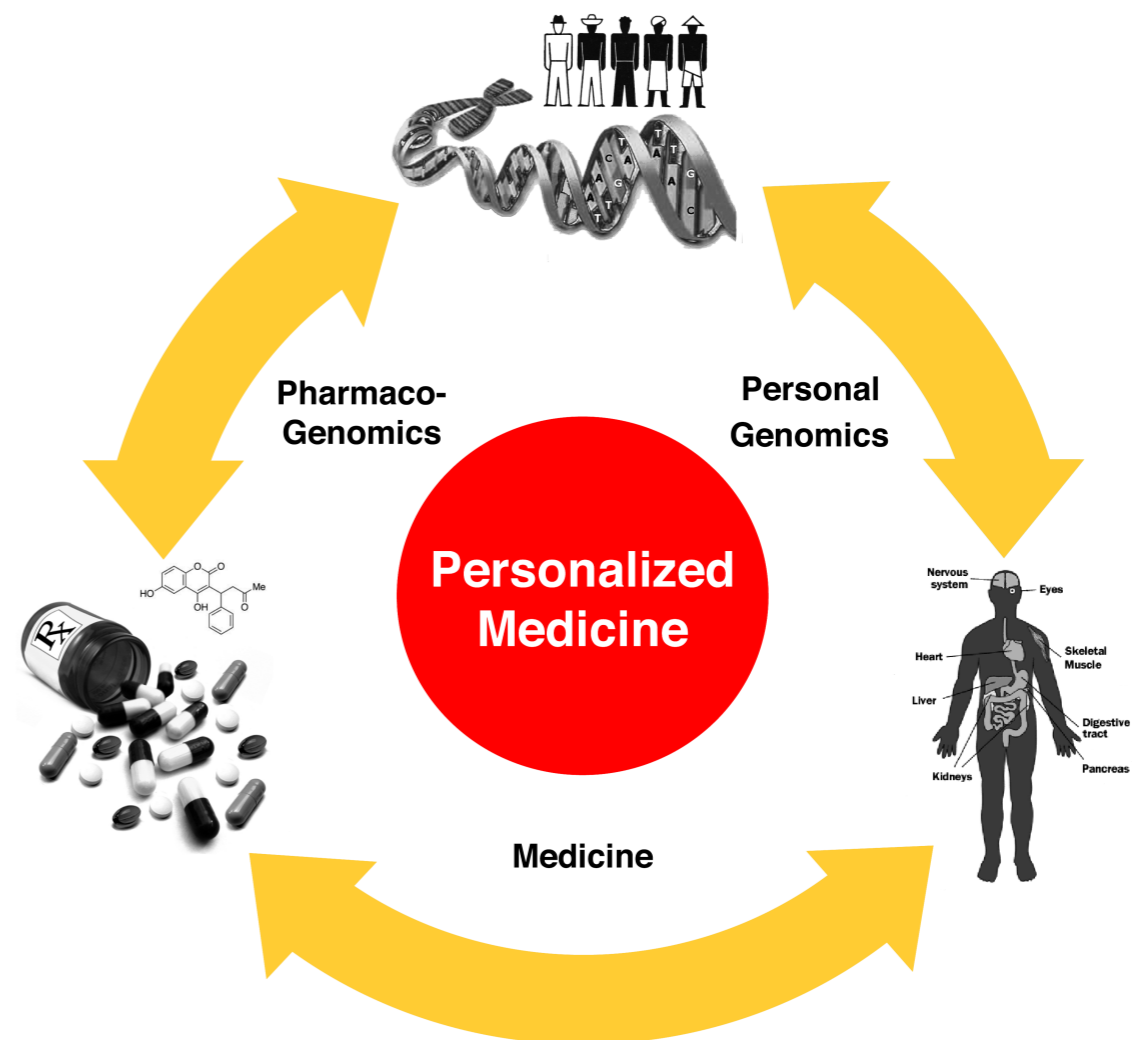 T
A
C
A
G
A
T
T
T
A
T
A
G
C
Pharmaco-
Genomics
Personal
Genomics
Personalized
Medicine
O
O
HO
OH
O
Me
Rx
Nervous
system
Eyes
Heart
Skeletal
Muscle
Liver
Digestive
tract
Kidneys
Pancreas
Medicine